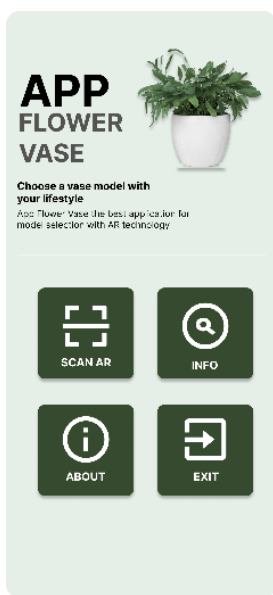 APP
FLOWER
VASE
Choose a vase model with
your lifestyle
App Flower Vase the best application for
model selection with AR technology
SCAN AR
INFO
ABOUT
EXIT